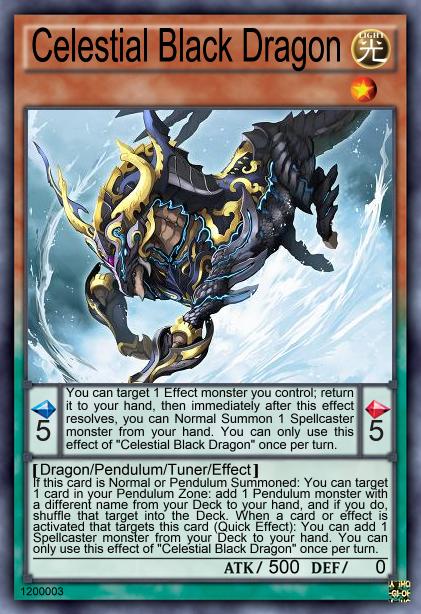 Celestial Black Dragon
LIGHT
光
You can target 1 Effect monster you control; return
it to your hand, then immediately after this effect
resolves, you can Normal Summon 1 Spellcaster
monster from your hand. You can only use this
effect of "Celestial Black Dragon" once per turn.
5
5
[Dragon/Pendulum/Tuner/Effect]
If this card is Normal or Pendulum Summoned: You can target
1 card in your Pendulum Zone: add 1 Pendulum monster with
a different name from your Deck to your hand, and if you do,
shuffle that target into the Deck. When a card or effect is
activated that targets this card (Quick Effect): You can add 1
Spellcaster monster from your Deck to your hand. You can
only use this effect of "Celestial Black Dragon" once per turn.
ATK/ 500 DEF/ 0
1200003